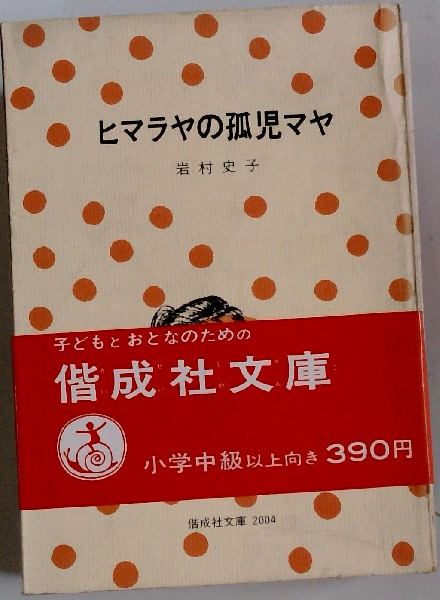 ヒマラヤの孤児マヤ
岩村史子
子どもとおとなのための
偕成社文庫
小学中級以上向き 390円
偕成社文庫 2004